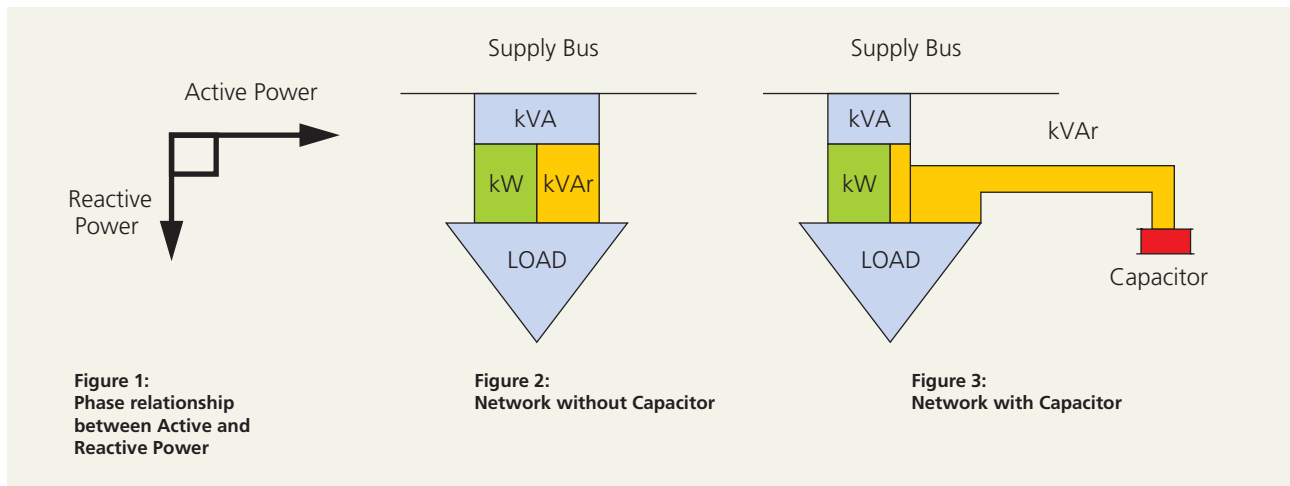 Active Power
Reactive
Power
Figure 1:
Phase relationship
between Active and
Reactive Power
Supply Bus
kVA
kW kVAr
LOAD
Figure 2:
Network without Capacitor
Supply Bus
kVA
kVAr
kW
LOAD
Capacitor
Figure 3:
Network with Capacitor